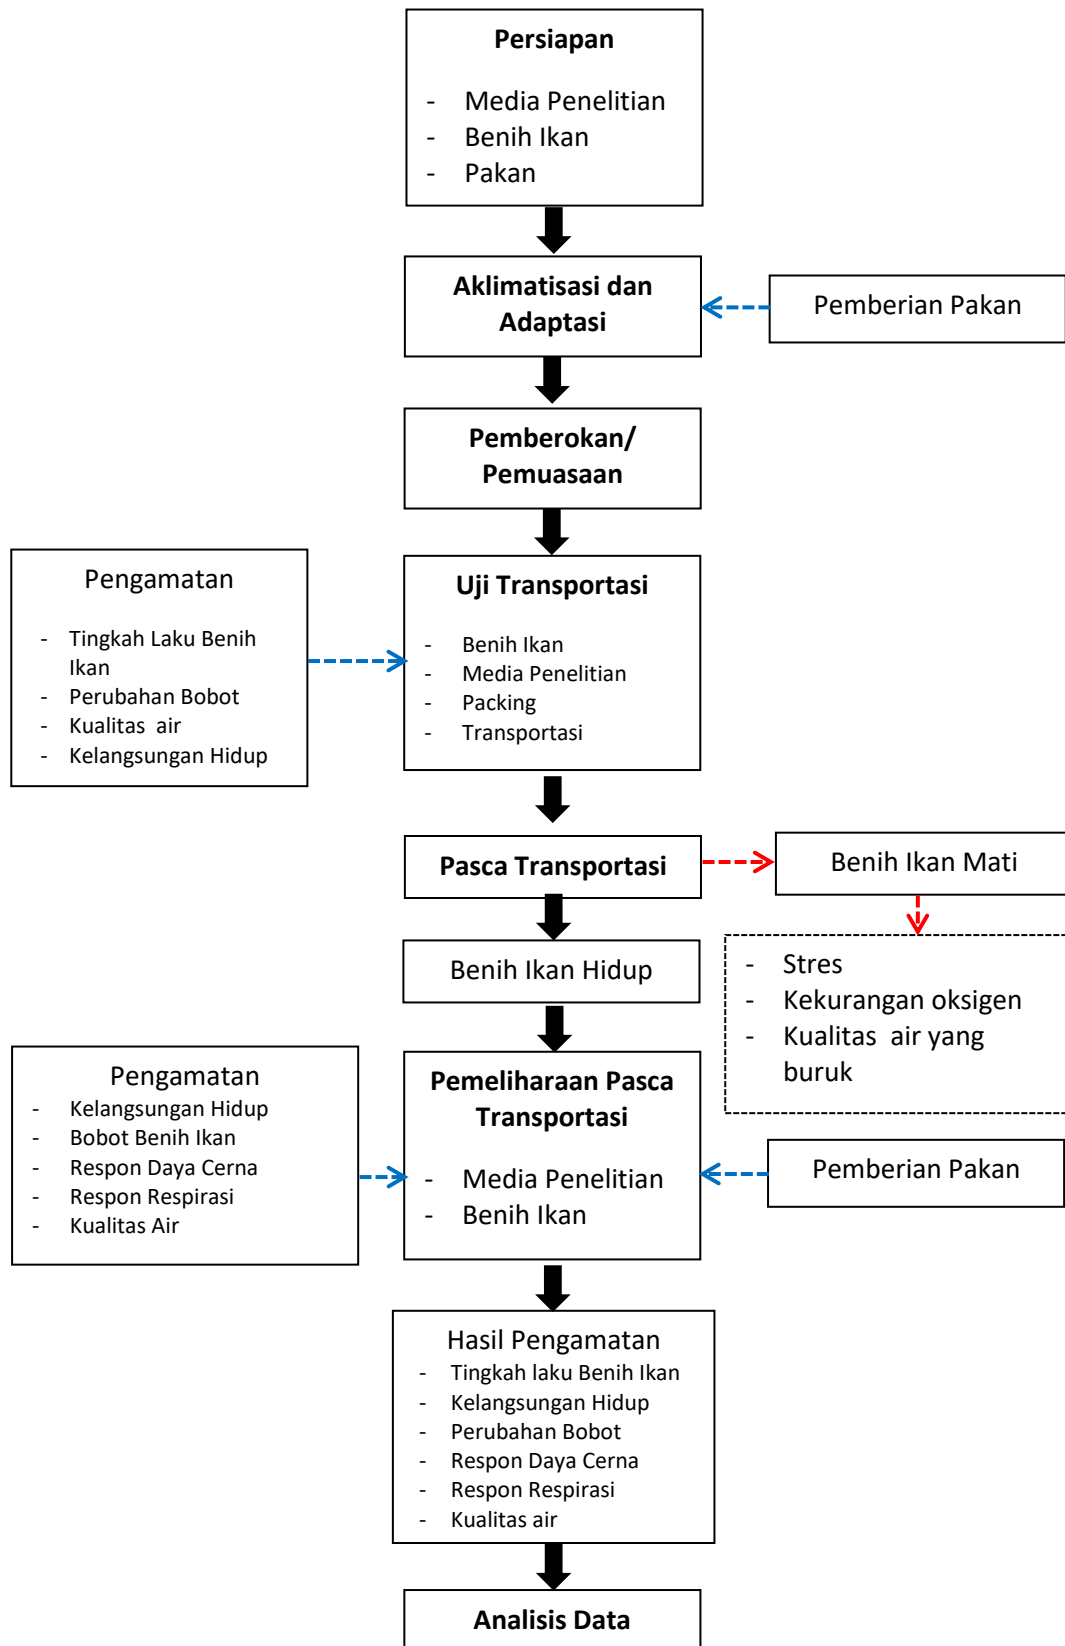 Persiapan
- Media Penelitian
- Benih Ikan
- Pakan
Aklimatisasi dan
Adaptasi
Pemberian Pakan
Pemberokan/
Pemuasaan
Pengamatan
- Tingkah Laku Benih
Ikan
- Perubahan Bobot
- Kualitas air
- Kelangsungan Hidup
Uji Transportasi
- Benih Ikan
- Media Penelitian
- Packing
- Transportasi
Pasca Transportasi
Benih Ikan Mati
- Stres
- Kekurangan oksigen
- Kualitas air yang
buruk
Benih Ikan Hidup
Pengamatan
- Kelangsungan Hidup
- Bobot Benih Ikan
- Respon Daya Cerna
- Respon Respirasi
- Kualitas Air
Pemeliharaan Pasca
Transportasi
- Media Penelitian
- Benih Ikan
Pemberian Pakan
Hasil Pengamatan
- Tingkah laku Benih Ikan
- Kelangsungan Hidup
- Perubahan Bobot
- Respon Daya Cerna
- Respon Respirasi
- Kualitas air
Analisis Data